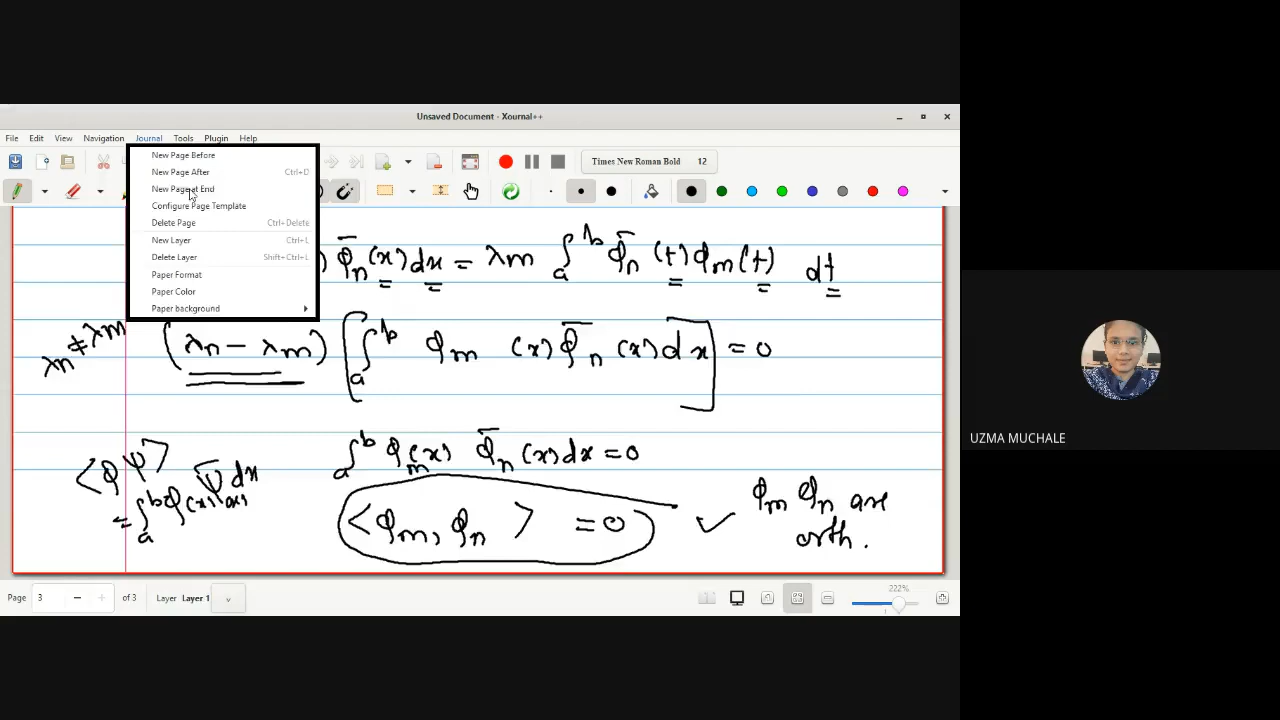 Unsaved Document - Xournal++
File Edit View Navigation Journal Tools Plugin Help
New Page Before
New Page After Ctrl+D
New Page at End
Configure Page Template
Delete Page Ctrl+Delete
New Layer Ctrl+L
Delete Layer Shift+Ctrl+L
Paper Format
Paper Color
Paper background
Times New Roman Bold 12
) φ̅n (x) dx = λm ∫a^b φ̅n (t) φm (t) dt
λn ≠ λm (λn − λm) [∫a^b φm (x) φ̅n (x) dx] = 0
∫a^b φm(x) φ̅n (x) dx = 0
<φ ψ>
= ∫a^b φ(x) ψ̅(x) dx
<φm, φn > = 0 ✓ φm φn are
orth.
Page 3 of 3 Layer Layer 1
222%
UZMA MUCHALE